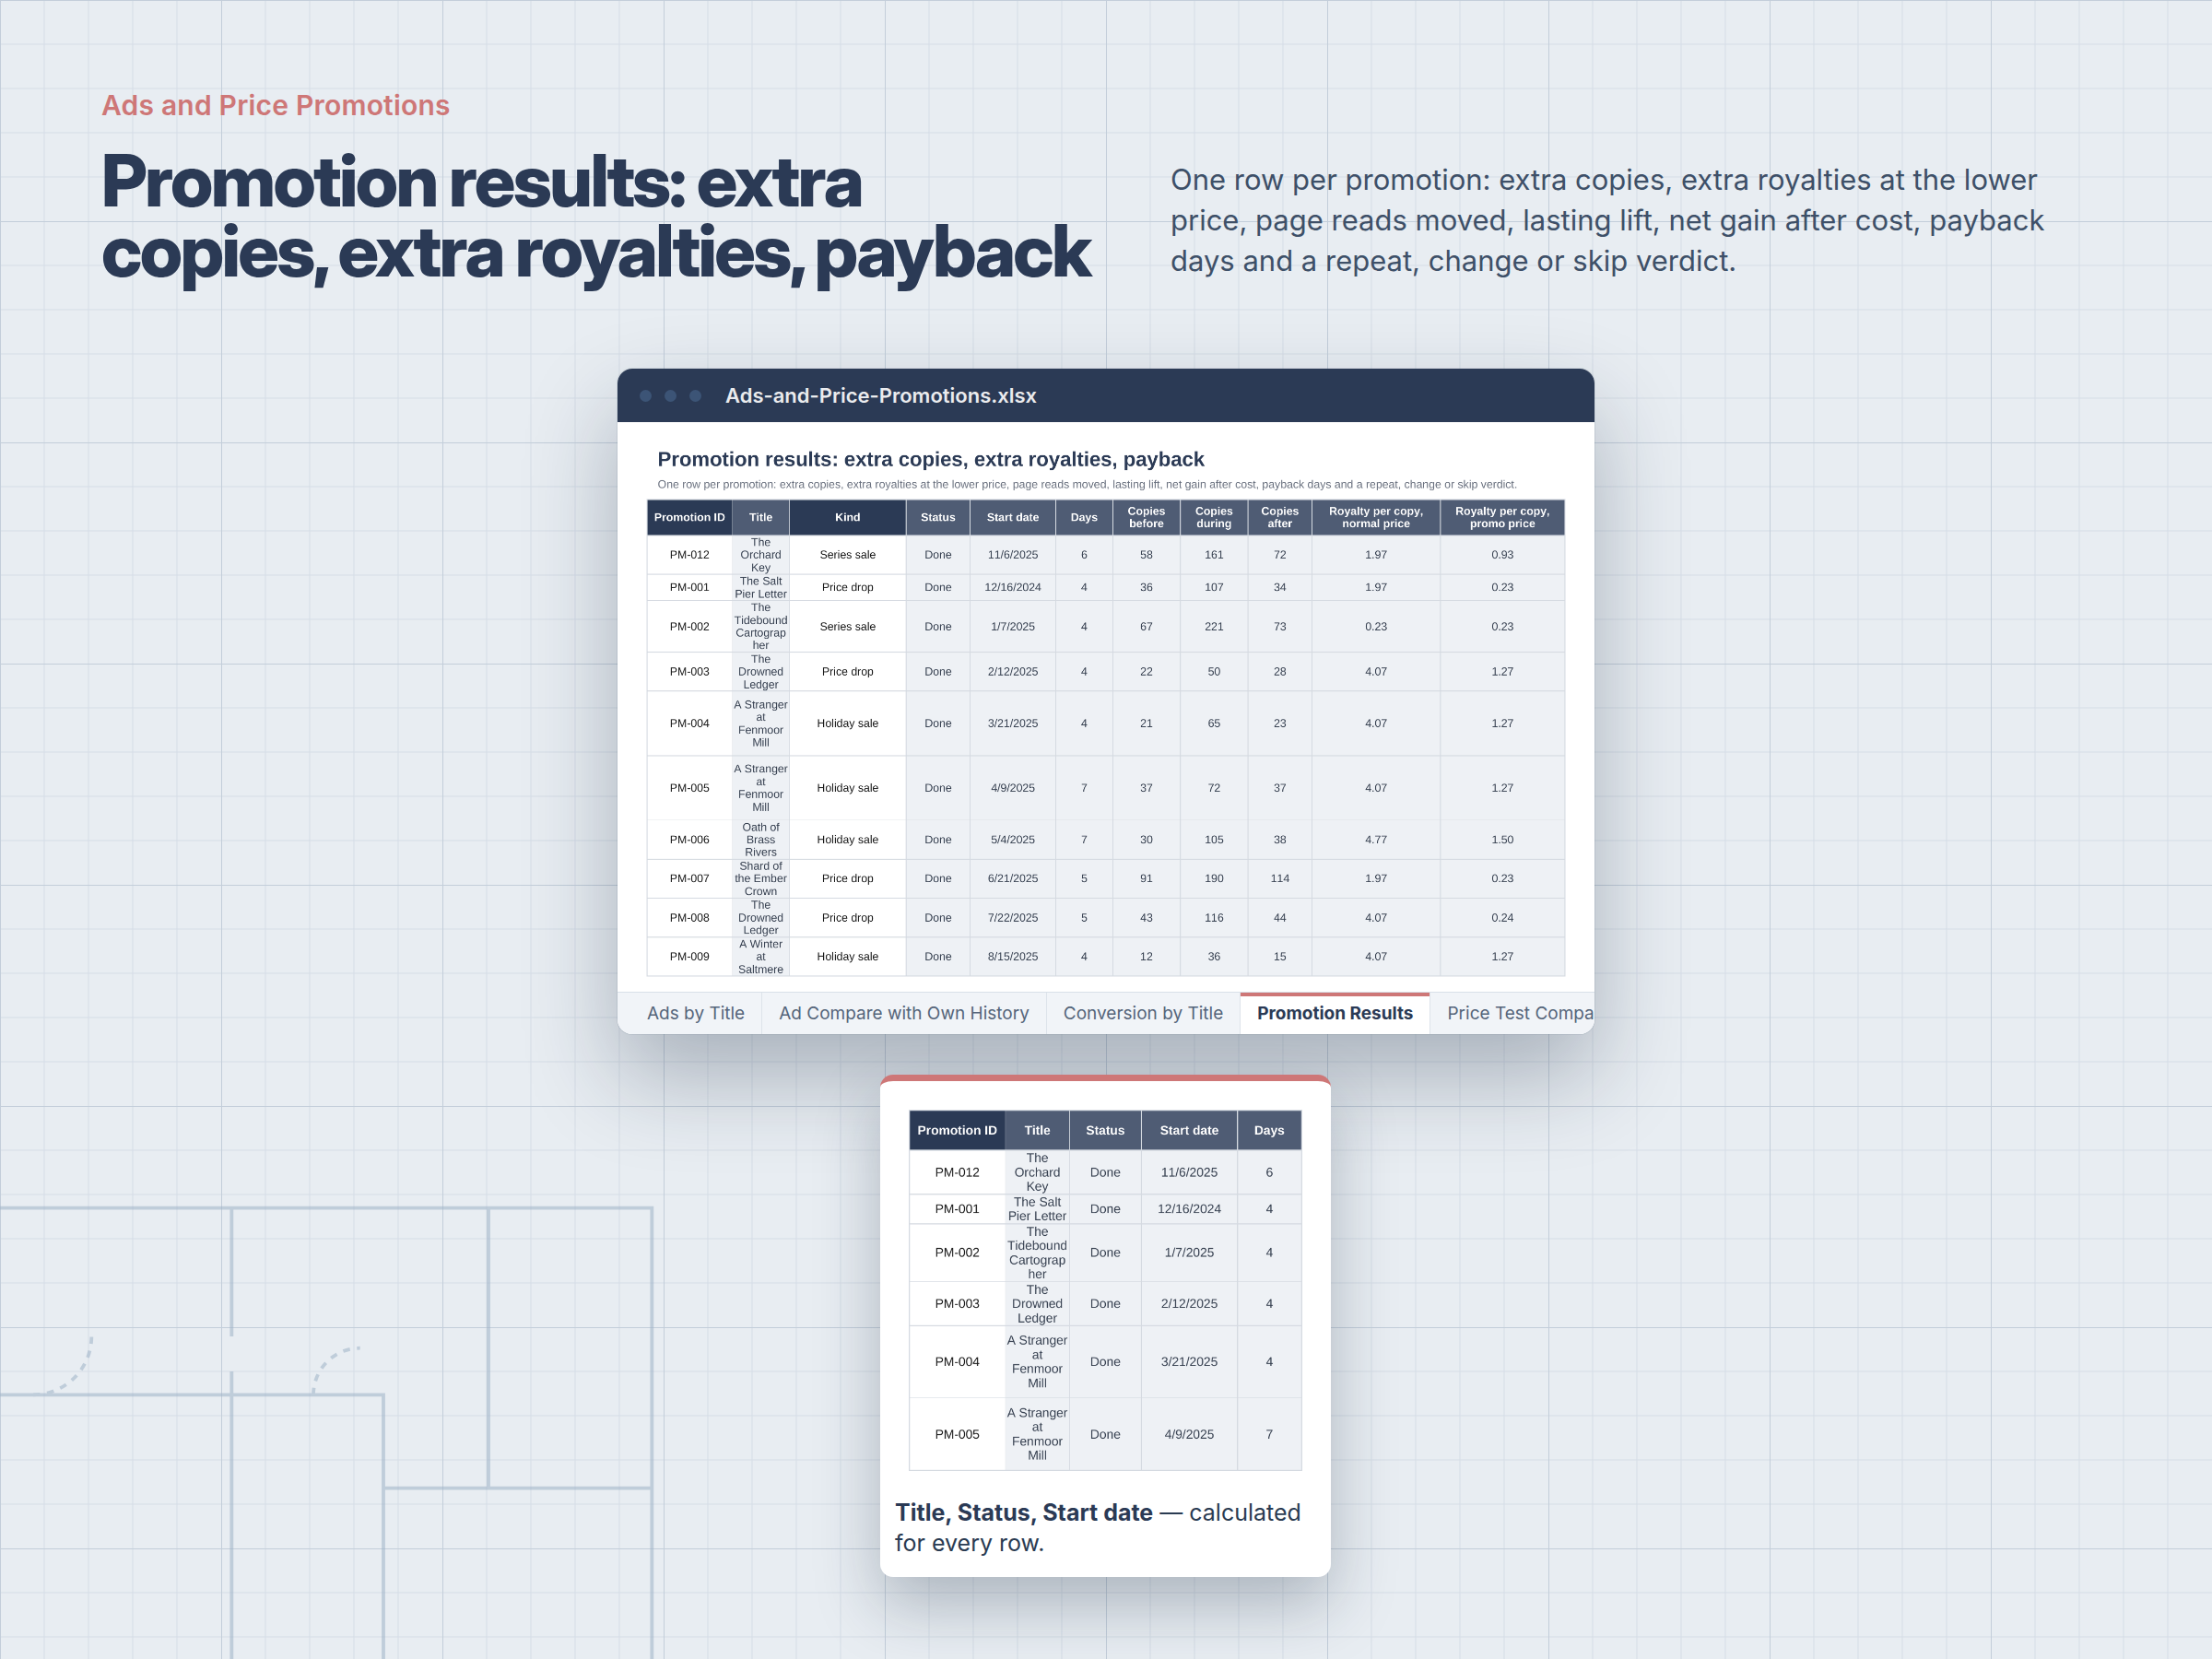 Ads and Price Promotions
Promotion results: extra
copies, extra royalties, payback
One row per promotion: extra copies, extra royalties at the lower
price, page reads moved, lasting lift, net gain after cost, payback
days and a repeat, change or skip verdict.
Ads-and-Price-Promotions.xlsx
Promotion results: extra copies, extra royalties, payback
One row per promotion: extra copies, extra royalties at the lower price, page reads moved, lasting lift, net gain after cost, payback days and a repeat, change or skip verdict.
Promotion ID Title Kind Status Start date Days Copies before Copies during Copies after Royalty per copy, normal price Royalty per copy, promo price
PM-012 The Orchard Key Series sale Done 11/6/2025 6 58 161 72 1.97 0.93
PM-001 The Salt Pier Letter Price drop Done 12/16/2024 4 36 107 34 1.97 0.23
PM-002 The Tidebound Cartographer Series sale Done 1/7/2025 4 67 221 73 0.23 0.23
PM-003 The Drowned Ledger Price drop Done 2/12/2025 4 22 50 28 4.07 1.27
PM-004 A Stranger at Fenmoor Mill Holiday sale Done 3/21/2025 4 21 65 23 4.07 1.27
PM-005 A Stranger at Fenmoor Mill Holiday sale Done 4/9/2025 7 37 72 37 4.07 1.27
PM-006 Oath of Brass Rivers Holiday sale Done 5/4/2025 7 30 105 38 4.77 1.50
PM-007 Shard of the Ember Crown Price drop Done 6/21/2025 5 91 190 114 1.97 0.23
PM-008 The Drowned Ledger Price drop Done 7/22/2025 5 43 116 44 4.07 0.24
PM-009 A Winter at Saltmere Holiday sale Done 8/15/2025 4 12 36 15 4.07 1.27
Ads by Title Ad Compare with Own History Conversion by Title Promotion Results Price Test Compa
Promotion ID Title Status Start date Days
PM-012 The Orchard Key Done 11/6/2025 6
PM-001 The Salt Pier Letter Done 12/16/2024 4
PM-002 The Tidebound Cartographer Done 1/7/2025 4
PM-003 The Drowned Ledger Done 2/12/2025 4
PM-004 A Stranger at Fenmoor Mill Done 3/21/2025 4
PM-005 A Stranger at Fenmoor Mill Done 4/9/2025 7
Title, Status, Start date — calculated
for every row.